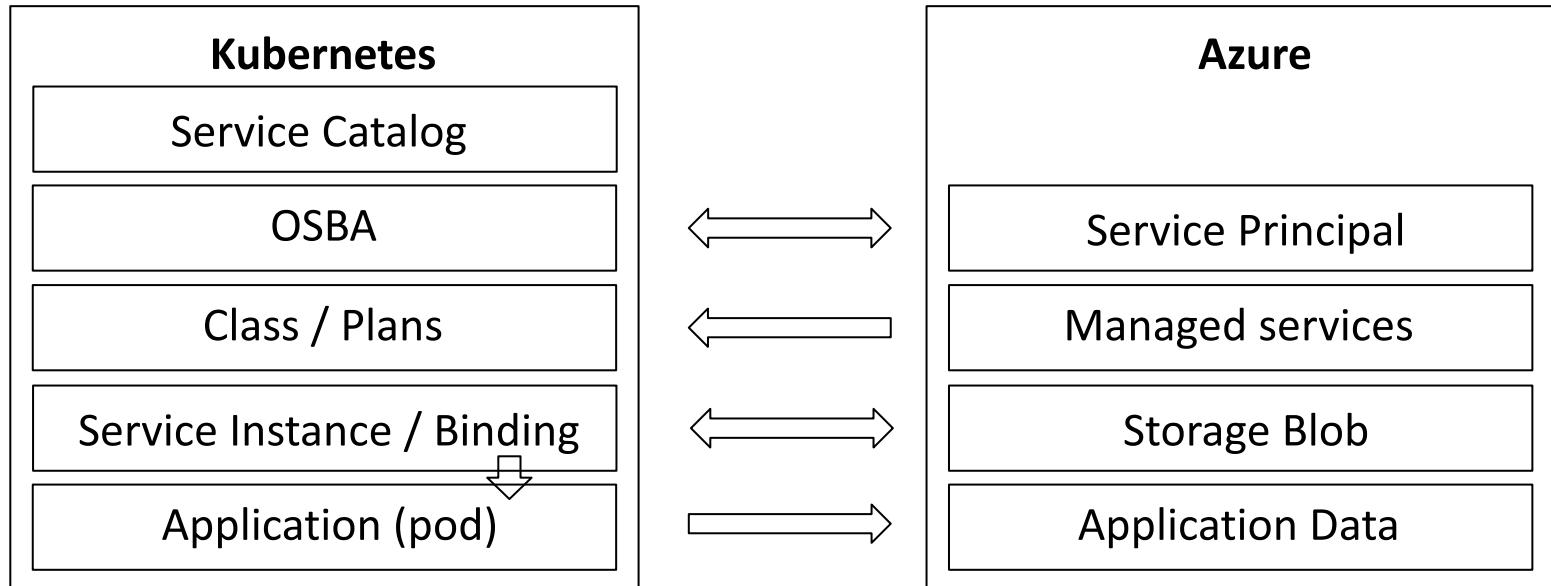 Kubernetes
Service Catalog
OSBA
Class / Plans
Service Instance / Binding
Application (pod)
Azure
Service Principal
Managed services
Storage Blob
Application Data